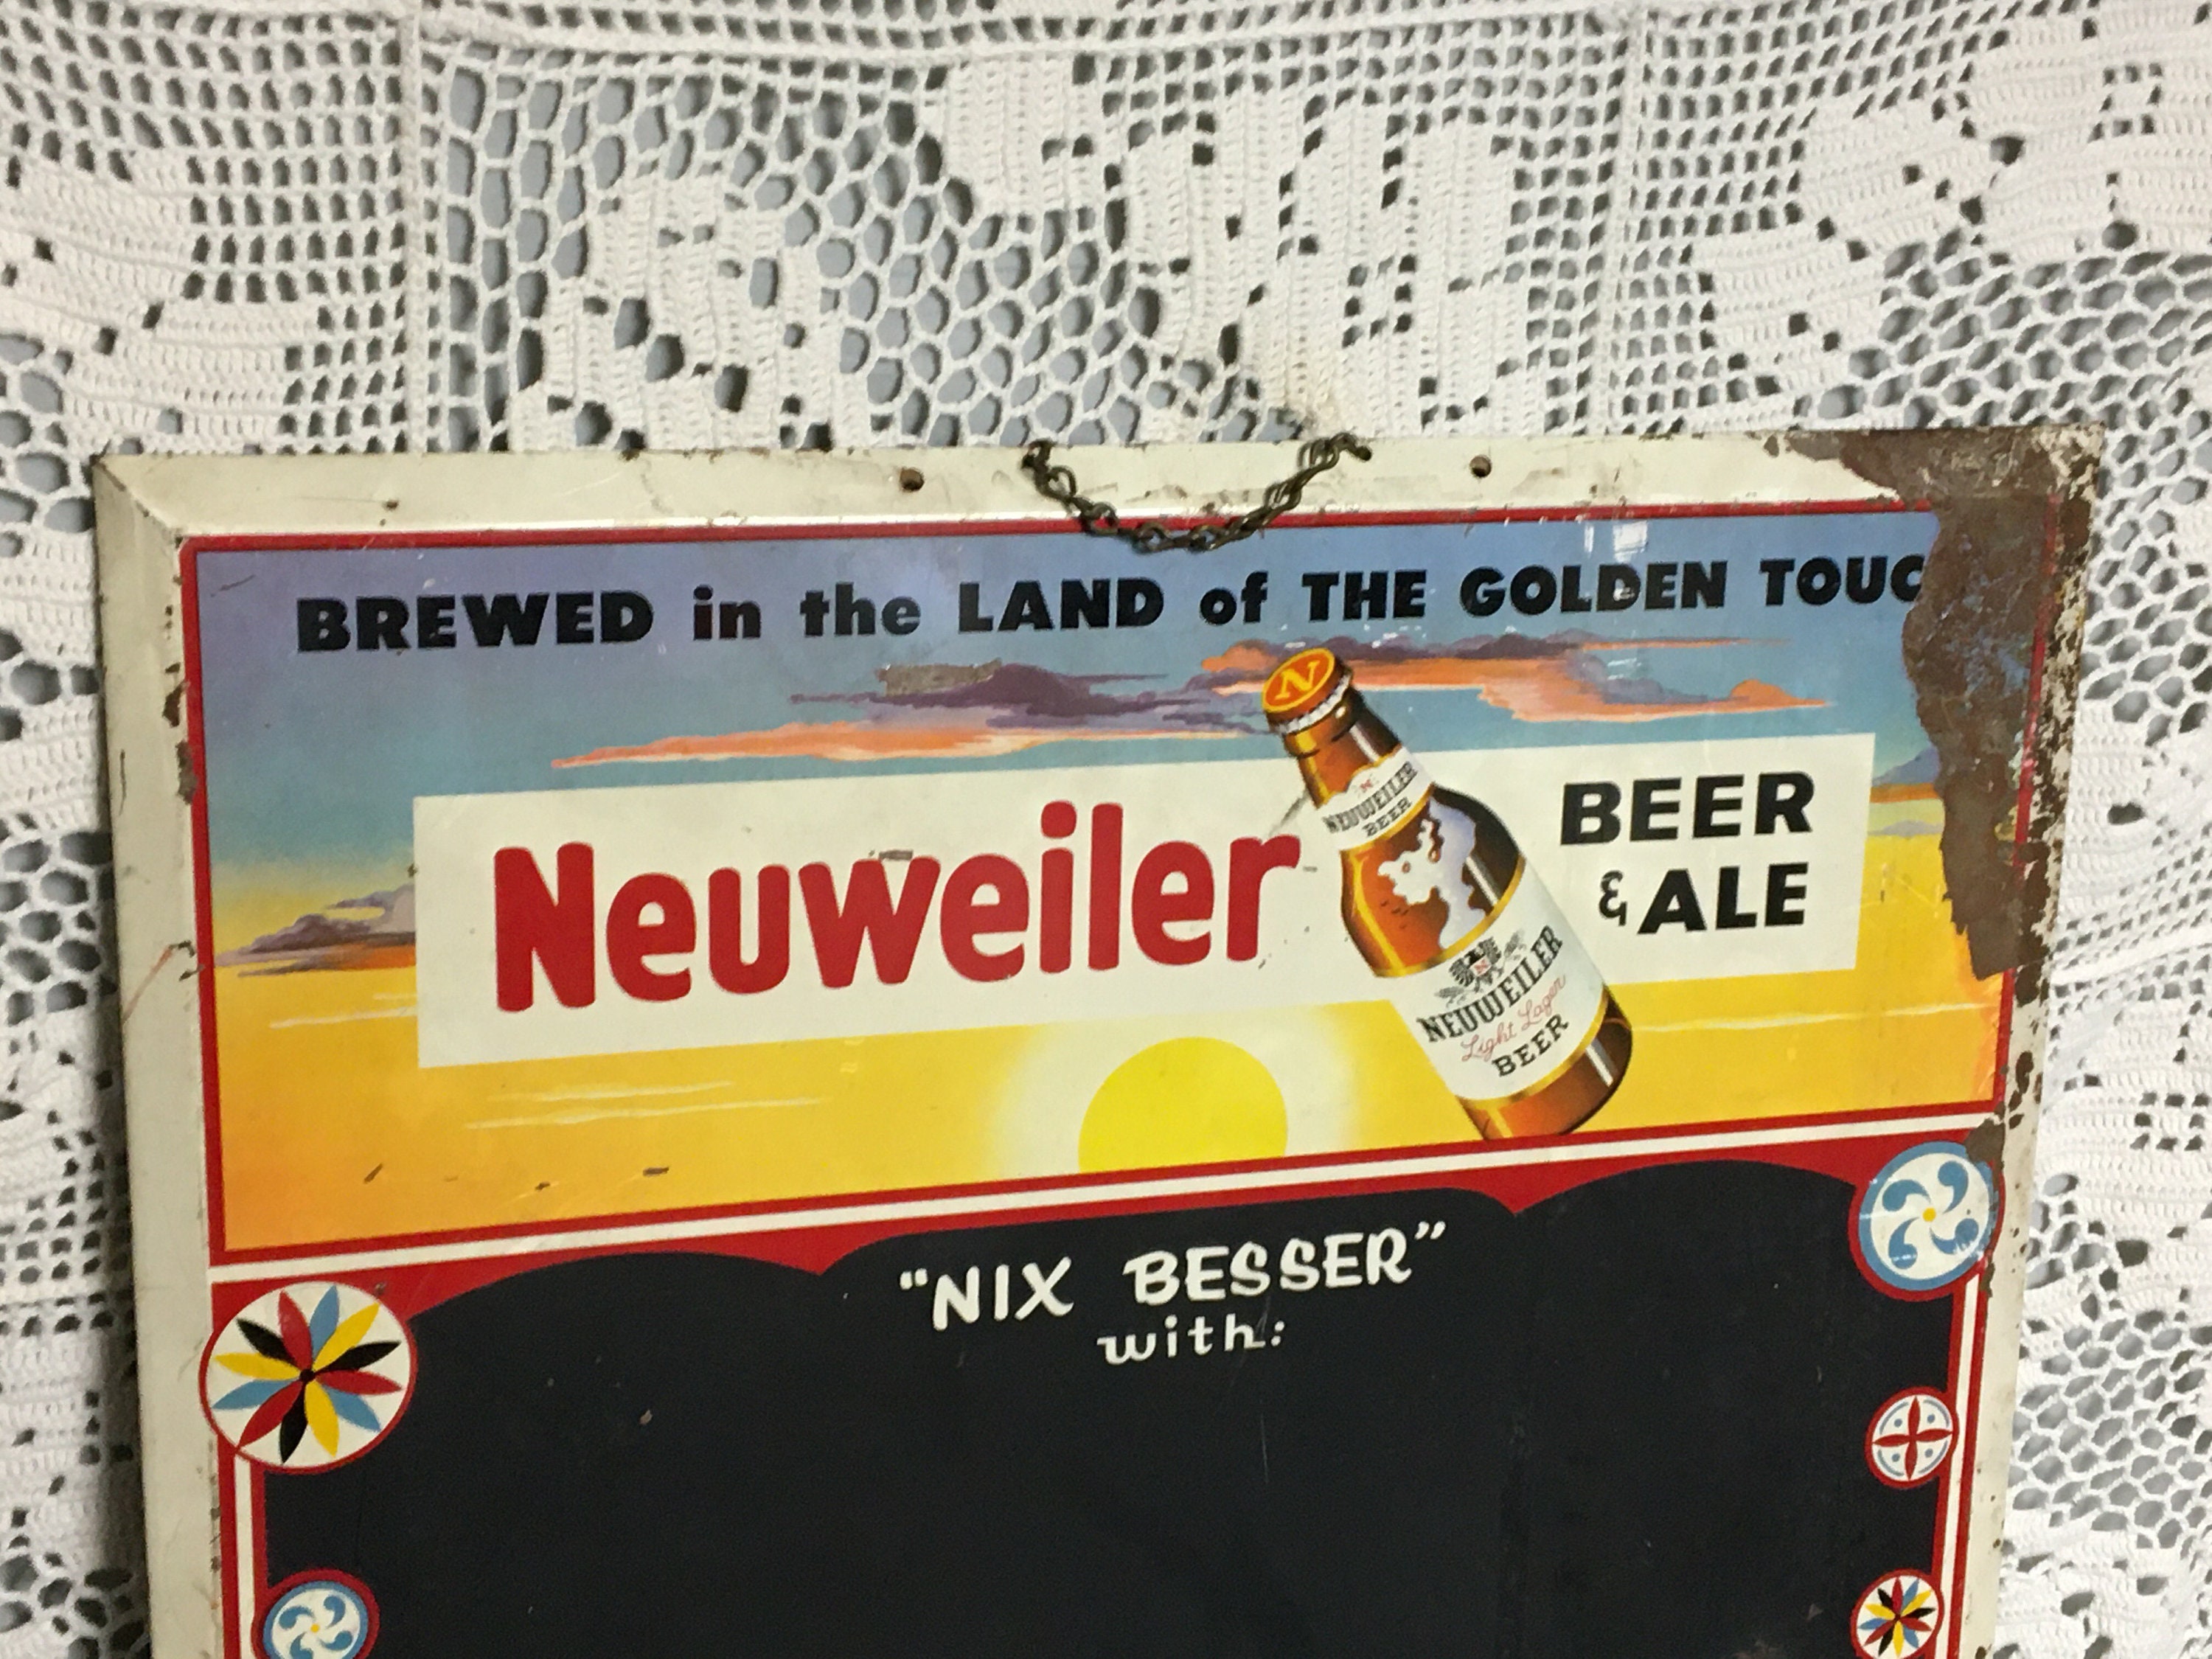 BREWED in the LAND of THE GOLDEN TOUC
Neuweiler
BEER
& ALE
N
NEUWEILER
BEER
NEUWEILER
Light Lager
BEER
"NIX BESSER"
with: